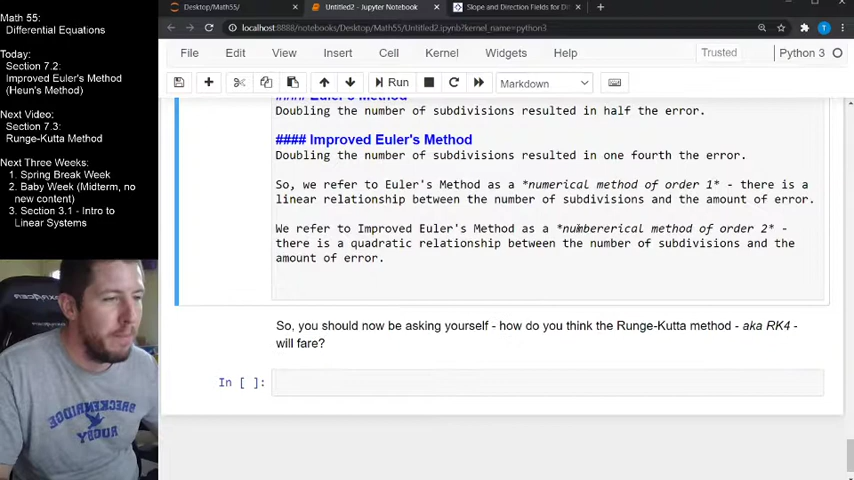 Math 55:
Differential Equations
Today:
Section 7.2:
Improved Euler's Method
(Heun's Method)
Next Video:
Section 7.3:
Runge-Kutta Method
Next Three Weeks:
1. Spring Break Week
2. Baby Week (Midterm, no
new content)
3. Section 3.1 - Intro to
Linear Systems
Desktop/Math55/
Untitled2 - Jupyter Notebook
Slope and Direction Fields for Dif
localhost:8888/notebooks/Desktop/Math55/Untitled2.ipynb?kernel_name=python3
T
File Edit View Insert Cell Kernel Widgets Help Trusted Python 3
Run Markdown
#### Euler's Method
Doubling the number of subdivisions resulted in half the error.
#### Improved Euler's Method
Doubling the number of subdivisions resulted in one fourth the error.
So, we refer to Euler's Method as a *numerical method of order 1* - there is a
linear relationship between the number of subdivisions and the amount of error.
We refer to Improved Euler's Method as a *numbererical method of order 2* -
there is a quadratic relationship between the number of subdivisions and the
amount of error.
So, you should now be asking yourself - how do you think the Runge-Kutta method - aka RK4 -
will fare?
In [ ]:
BRECKENRIDGE
RUGBY